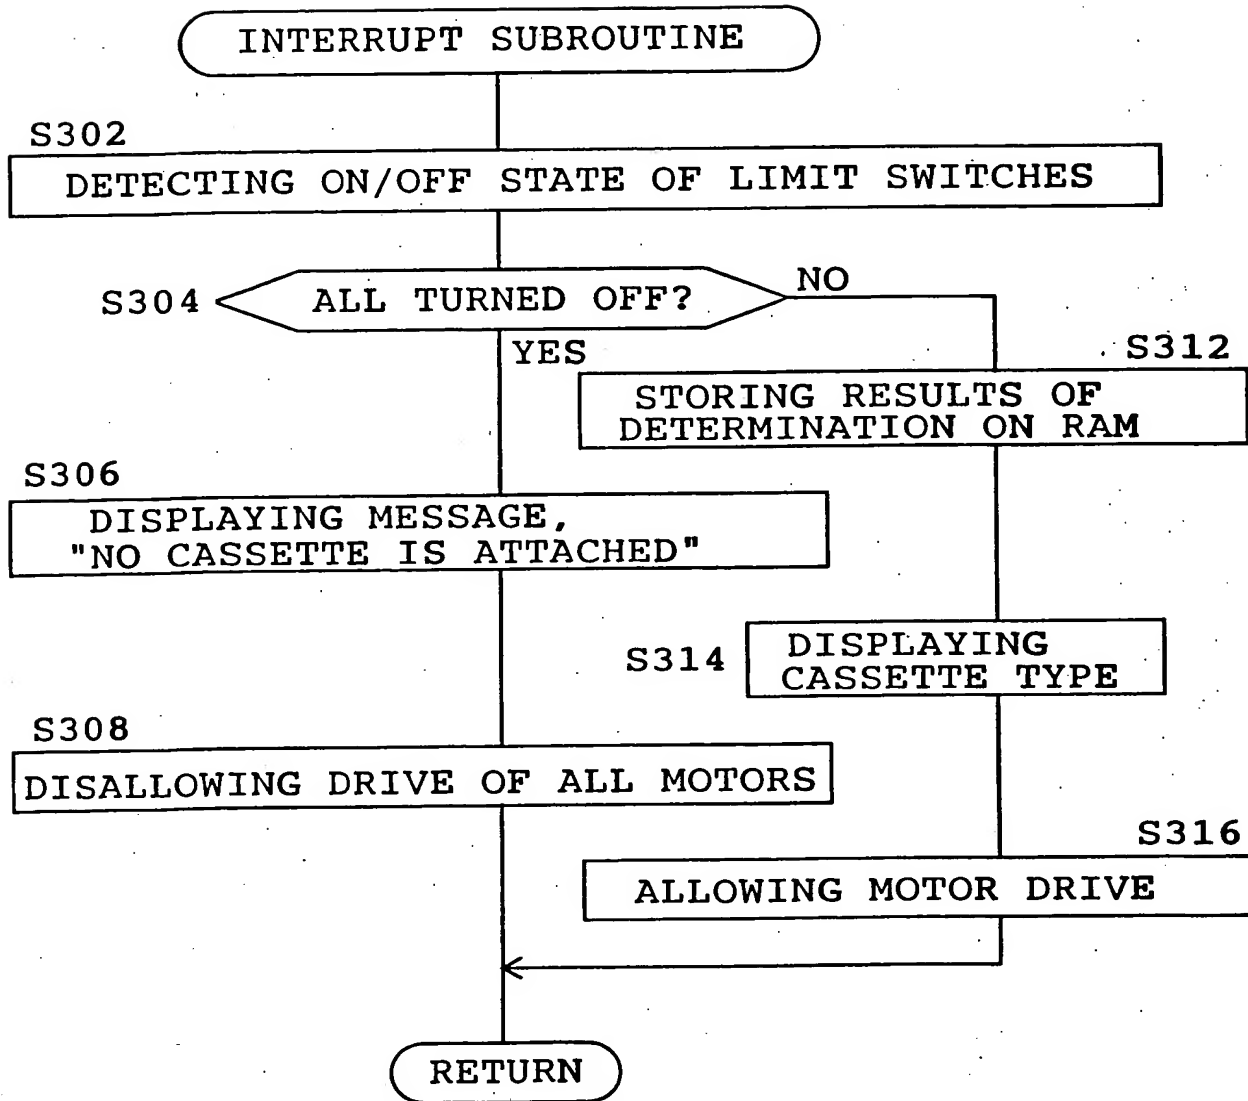 INTERRUPT SUBROUTINE
S302
DETECTING ON/OFF STATE OF LIMIT SWITCHES
S304
ALL TURNED OFF?
NO
YES
S312
STORING RESULTS OF
DETERMINATION ON RAM
S306
DISPLAYING MESSAGE,
"NO CASSETTE IS ATTACHED"
S314
DISPLAYING
CASSETTE TYPE
S308
DISALLOWING DRIVE OF ALL MOTORS
S316
ALLOWING MOTOR DRIVE
RETURN